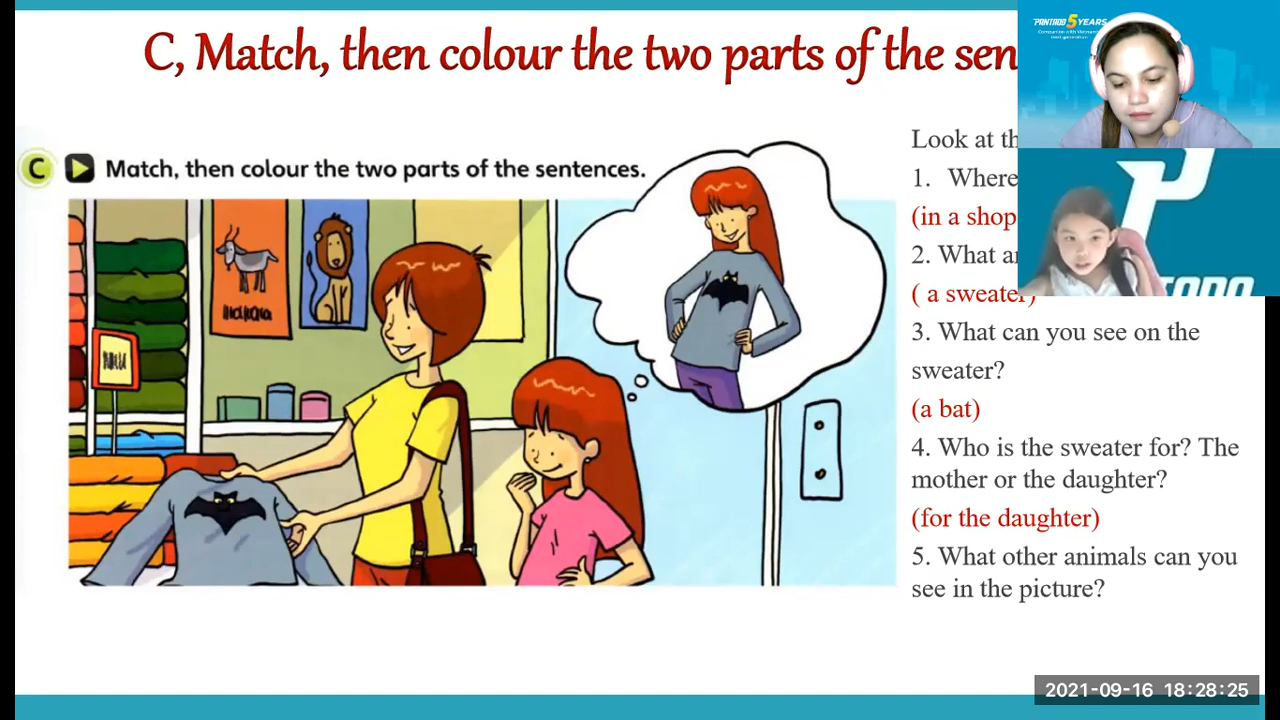 C, Match, then colour the two parts of the sen
PANTADO 5 YEARS
C
Match, then colour the two parts of the sentences.
Look at th
1. Where
(in a shop
2. What ar
( a sweater)
3. What can you see on the
sweater?
(a bat)
4. Who is the sweater for? The
mother or the daughter?
(for the daughter)
5. What other animals can you
see in the picture?
2021-09-16 18:28:25